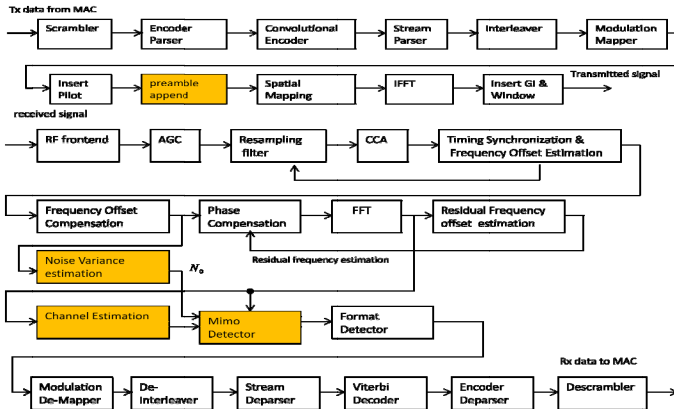 Tx data from MAC
Scrambler
Encoder
Parser
Convolutional
Encoder
Stream
Parser
Interleaver
Modulation
Mapper
Insert
Pilot
preamble
append
Spatial
Mapping
IFFT
Insert GI &
Window
Transmitted signal
received signal
RF frontend
AGC
Resampling
filter
CCA
Timing Synchronization &
Frequency Offset Estimation
Frequency Offset
Compensation
Phase
Compensation
FFT
Residual Frequency
offset estimation
Residual frequency estimation
Noise Variance
estimation
N₀
Channel Estimation
Mimo
Detector
Format
Detector
Rx data to MAC
Modulation
De-Mapper
De-
Interleaver
Stream
Deparser
Viterbi
Decoder
Encoder
Deparser
Descrambler